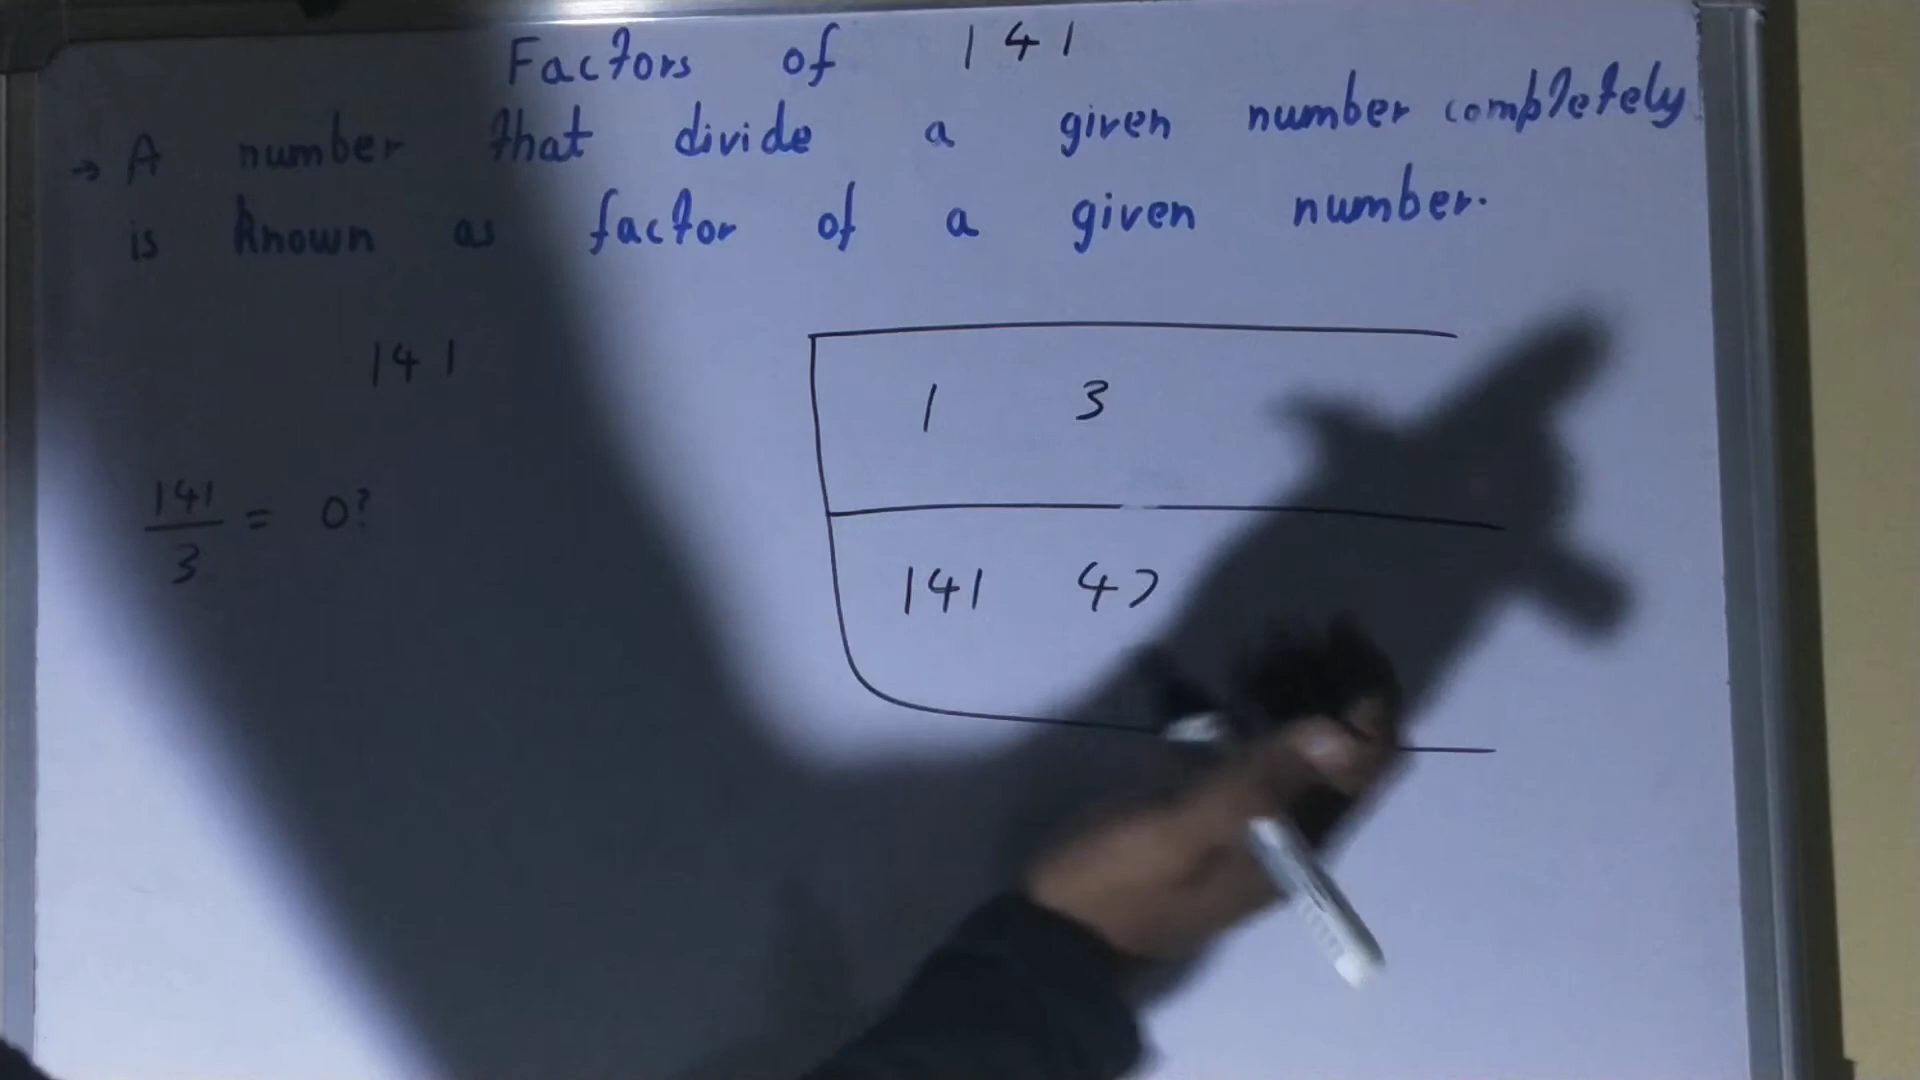 Factors of 141
→ A number that divide a given number completely
is known as factor of a given number.
141
141/3 = 0?
1 3
141 47